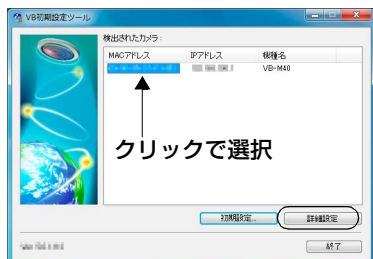 VB初期設定ツール
検出されたカメラ:
MACアドレス IPアドレス 機種名
VB-M40
クリックで選択
初期設定... 詳細設定
終了